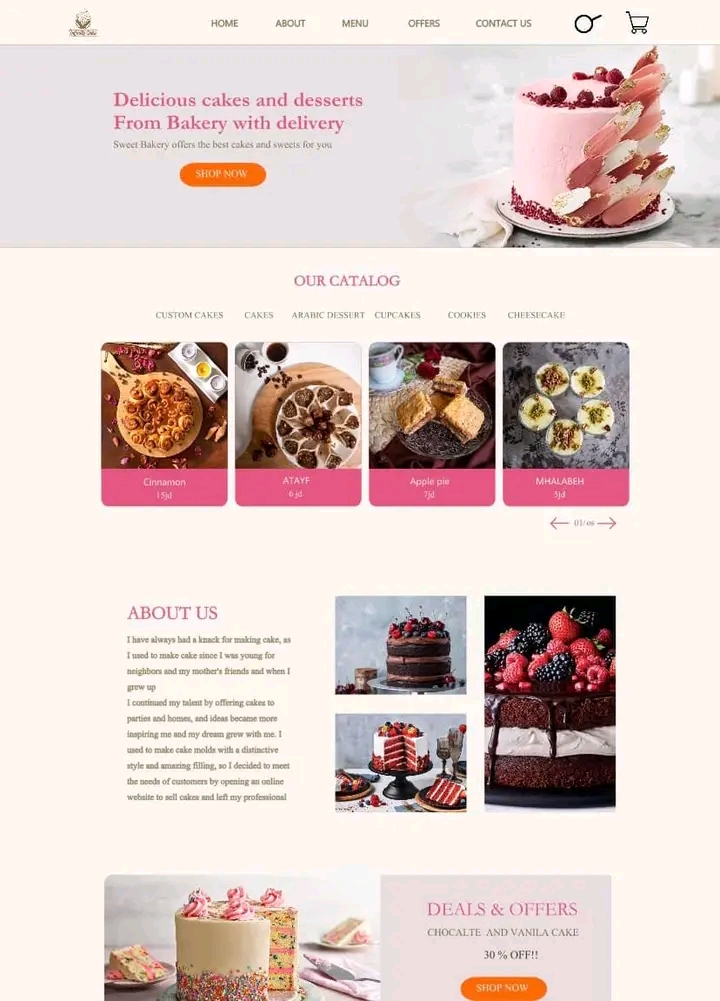 HOME ABOUT MENU OFFERS CONTACT US
Delicious cakes and desserts
From Bakery with delivery
Sweet Bakery offers the best cakes and sweets for you
SHOP NOW
OUR CATALOG
CUSTOM CAKES CAKES ARABIC DESSERT CUPCAKES COOKIES CHEESECAKE
Cinnamon
15jd
ATAYF
6 jd
Apple pie
7jd
MHALABEH
5jd
01/ 06
ABOUT US
I have always had a knack for making cake, as
I used to make cake since I was young for
neighbors and my mother's friends and when I
grew up
I continued my talent by offering cakes to
parties and homes, and ideas became more
inspiring me and my dream grew with me. I
used to make cake molds with a distinctive
style and amazing filling, so I decided to meet
the needs of customers by opening an online
website to sell cakes and left my professional
DEALS & OFFERS
CHOCALTE AND VANILA CAKE
30 % OFF!!
SHOP NOW